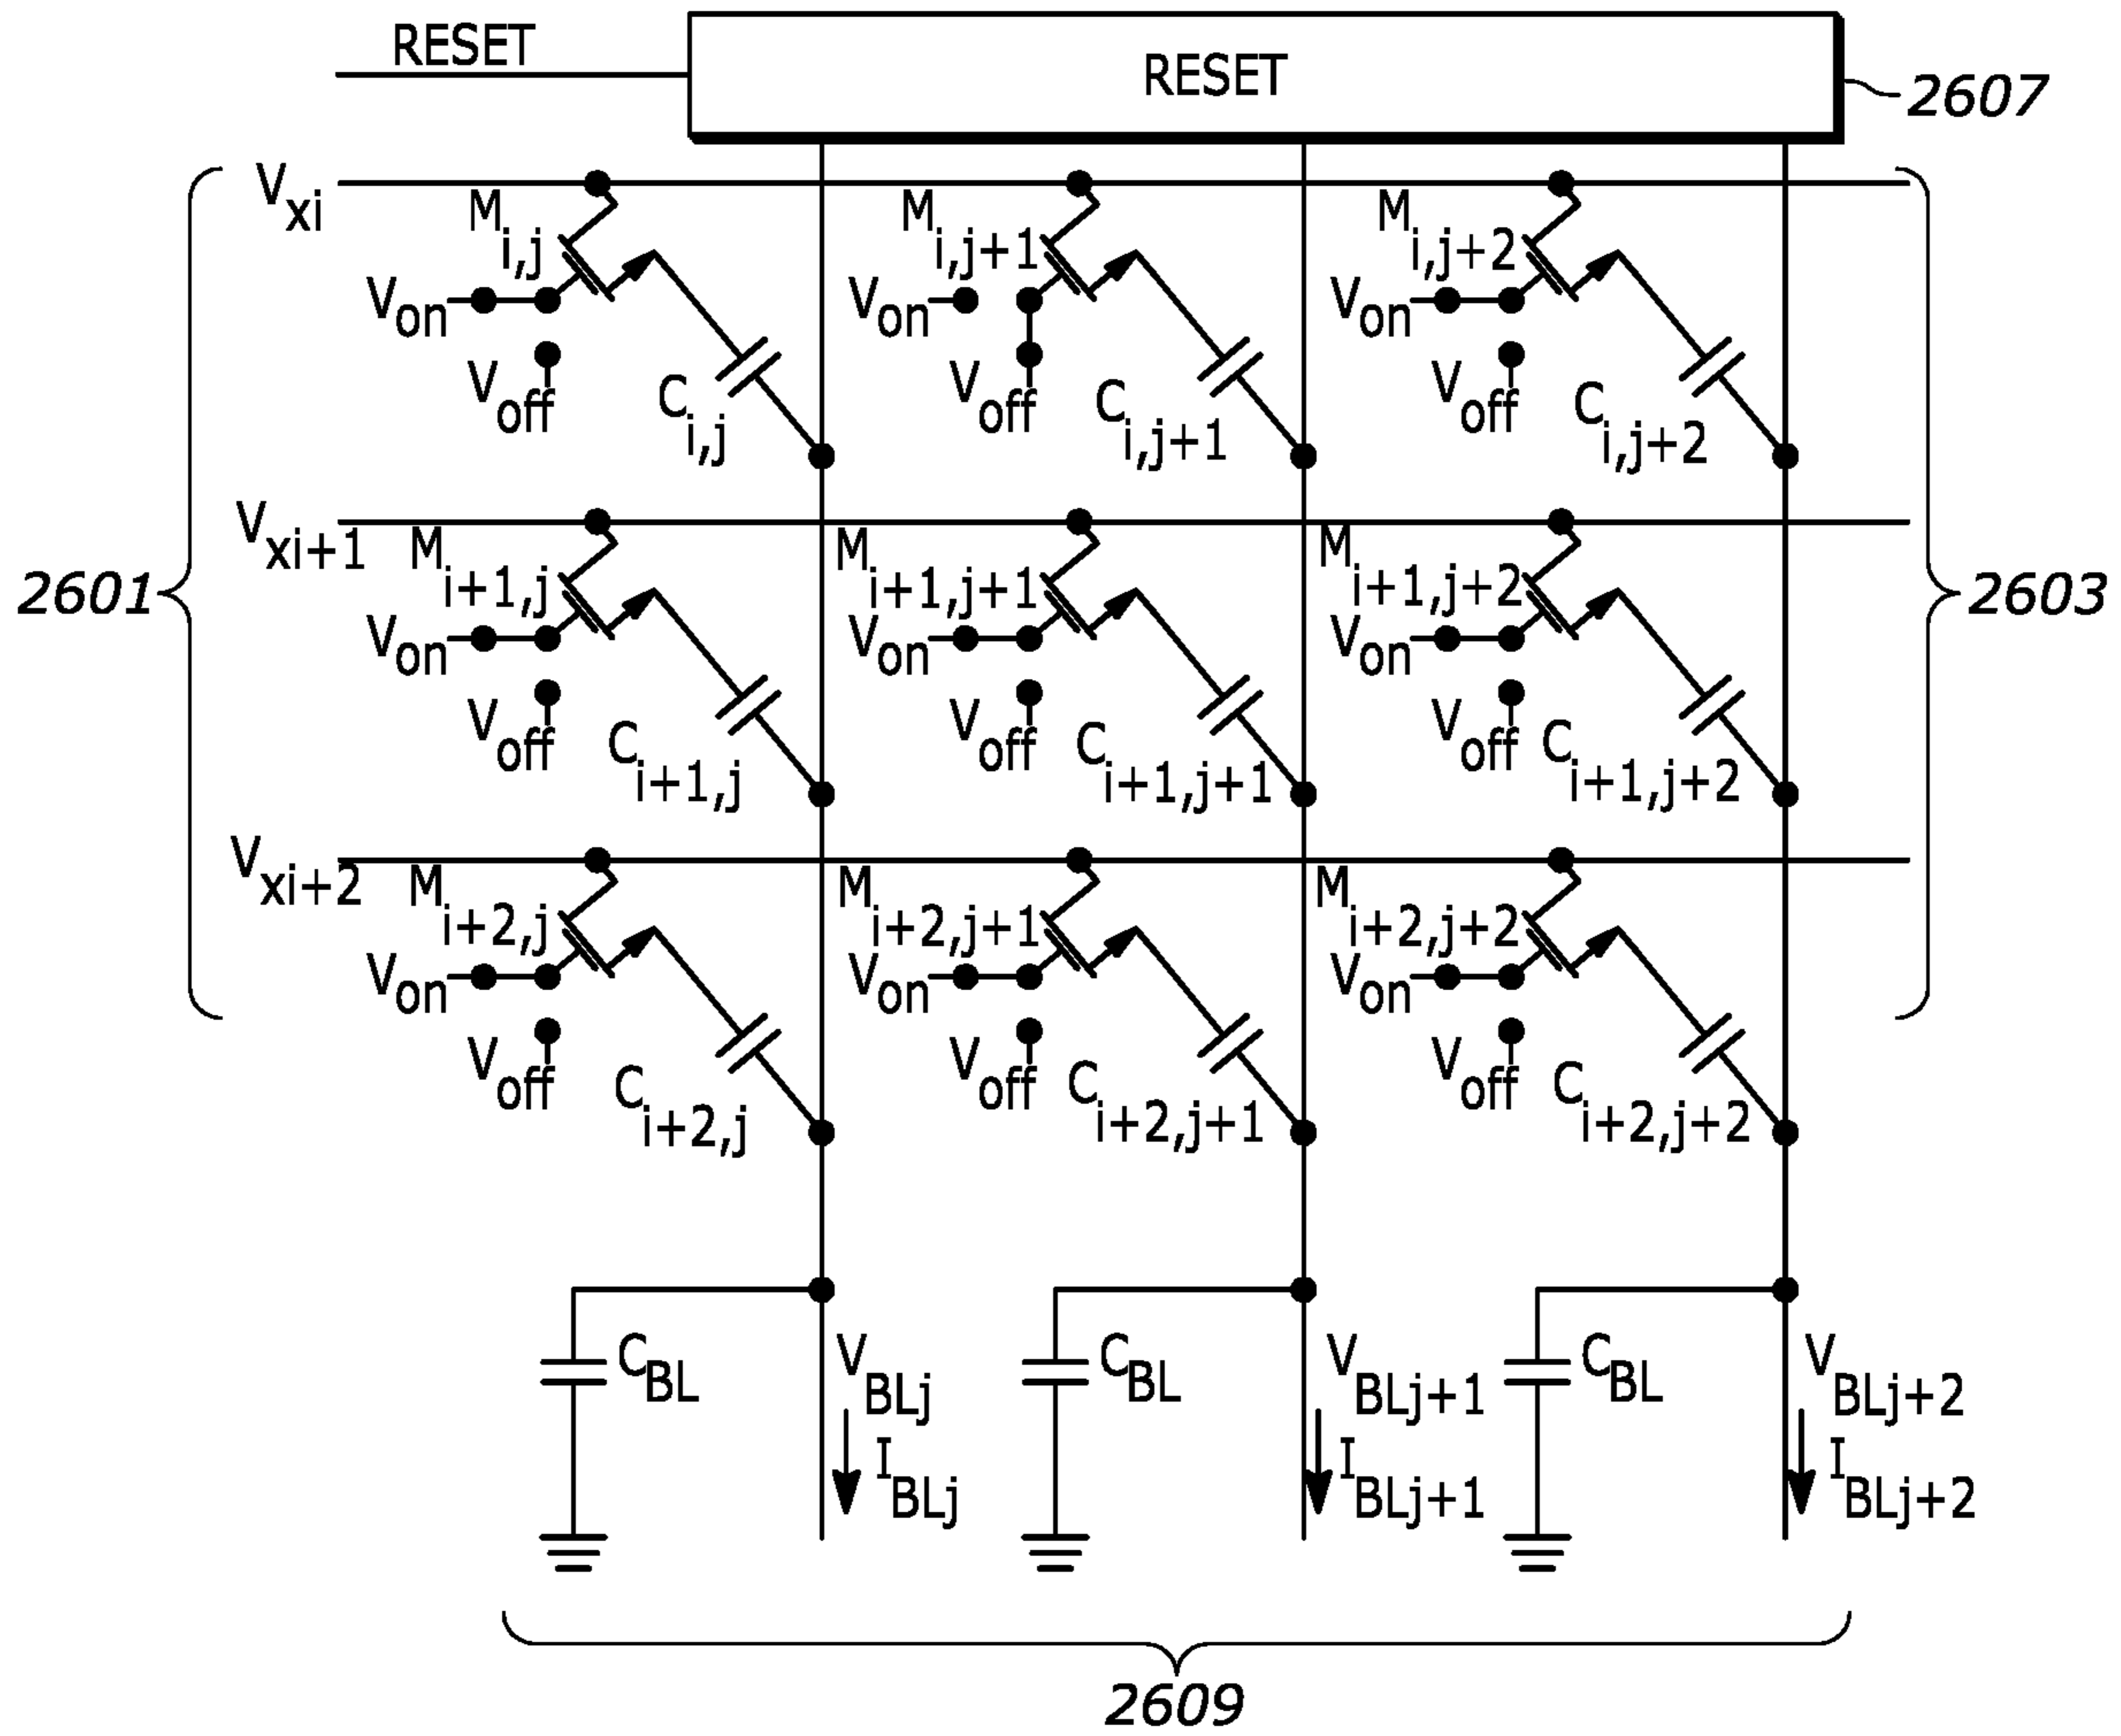 RESET
RESET
2607
Vxi
Mi,j
Mi,j+1
Mi,j+2
Von
Von
Von
Voff
Voff
Voff
Ci,j
Ci,j+1
Ci,j+2
Vxi+1
Mi+1,j
Mi+1,j+1
Mi+1,j+2
2601
2603
Von
Von
Von
Voff
Voff
Voff
Ci+1,j
Ci+1,j+1
Ci+1,j+2
Vxi+2
Mi+2,j
Mi+2,j+1
Mi+2,j+2
Von
Von
Von
Voff
Voff
Voff
Ci+2,j
Ci+2,j+1
Ci+2,j+2
CBL
VBLj
CBL
VBLj+1
CBL
VBLj+2
IBLj
IBLj+1
IBLj+2
2609